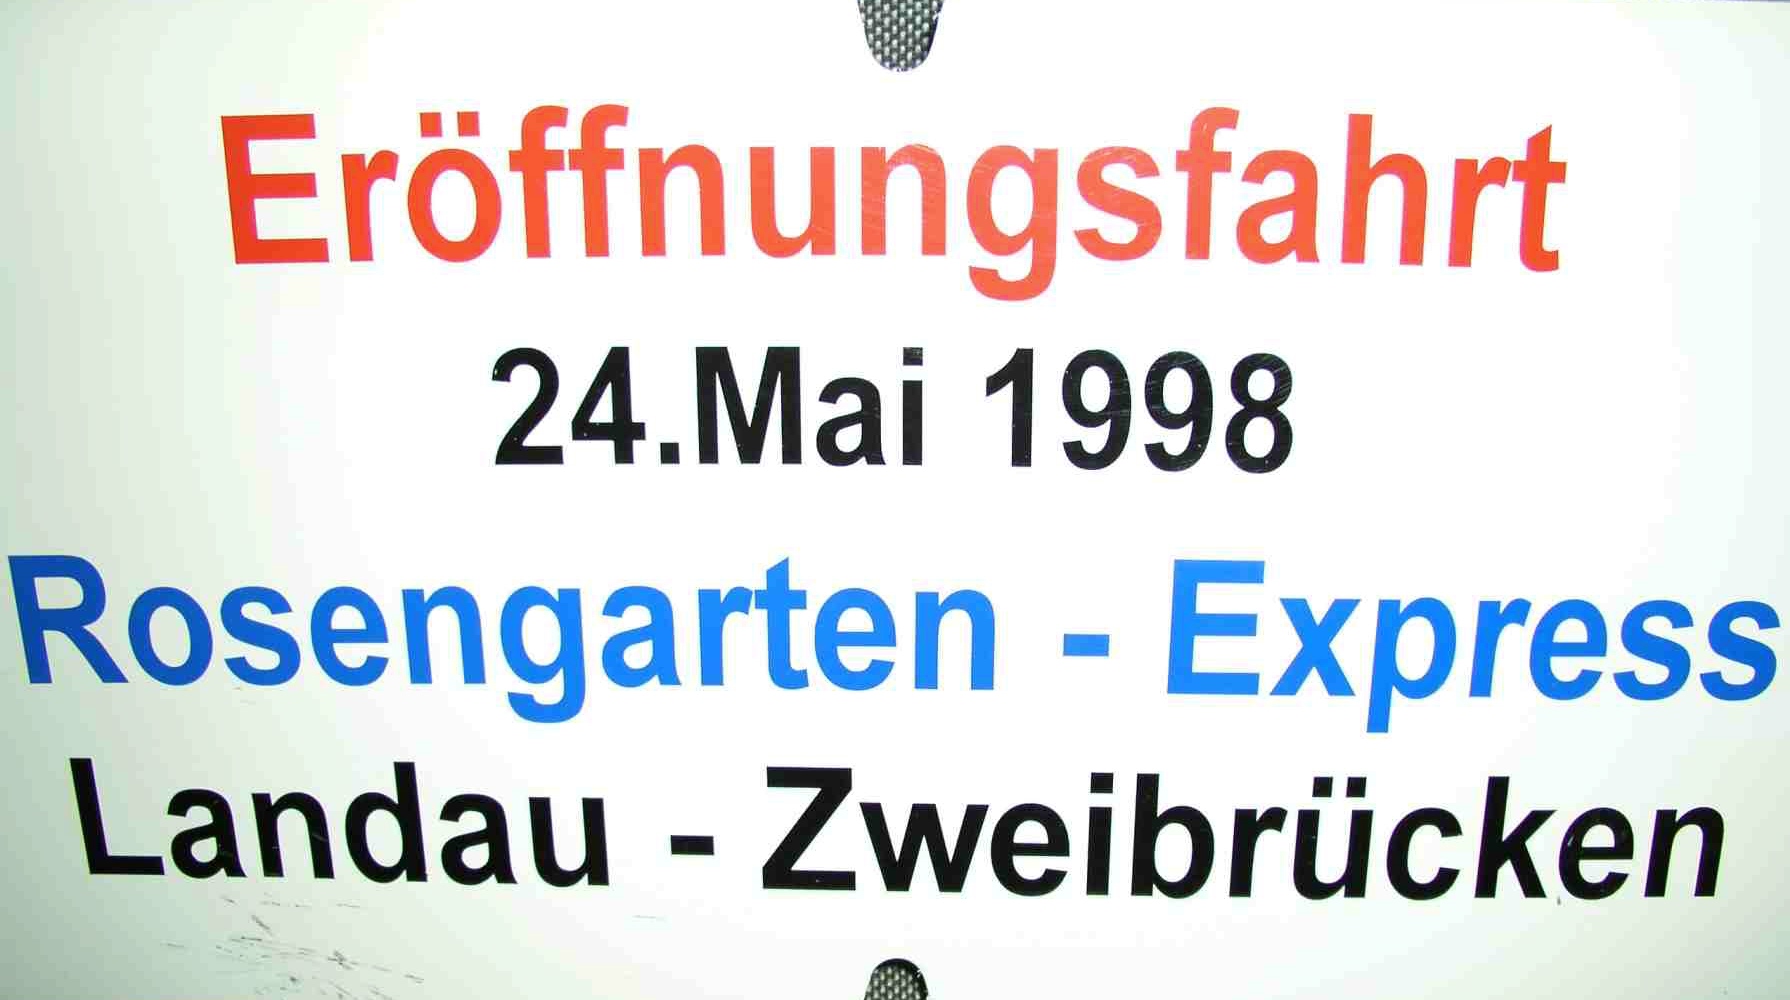 Eröffnungsfahrt
24.Mai 1998
Rosengarten - Express
Landau - Zweibrücken